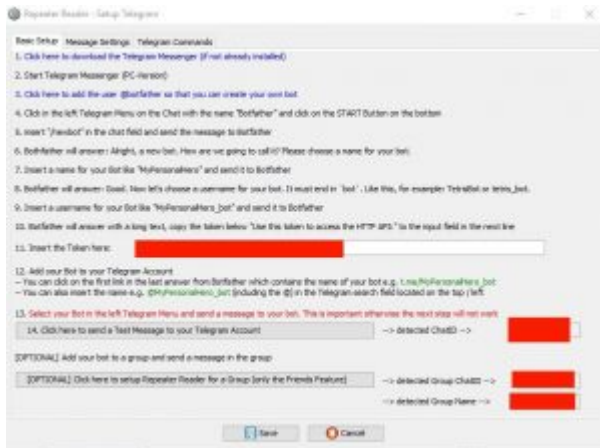 Repeater Reader - Setup Telegram
Basic Setup Message Settings Telegram Commands
1. Click here to download the Telegram Messenger (if not already installed)
2. Start Telegram Messenger (PC-Version)
3. Click here to add the user @botfather so that you can create your own bot
4. Click in the left Telegram Menu on the Chat with the name "Botfather" and click on the START Button on the bottom
5. Insert "/newbot" in the chat field and send the message to Botfather
6. Bothfather will answer: Alright, a new bot. How are we going to call it? Please choose a name for your bot.
7. Insert a name for your Bot like "MyPersonalHero" and send it to Botfather
8. Botfather will answer: Good. Now let's choose a username for your bot. It must end in `bot`. Like this, for example: TetrisBot or tetris_bot.
9. Insert a username for your Bot like "MyPersonalHero_bot" and send it to Botfather
10. Botfather will answer with a long text, copy the token below "Use this token to access the HTTP API:" to the input field in the next line
11. Insert the Token here:
12. Add your Bot to your Telegram Account
-- You can click on the first link in the last answer from Botfather which contains the name of your bot e.g. t.me/MyPersonalHero_bot
-- You can also insert the name e.g. @MyPersonalHero_bot (including the @) in the Telegram search field located on the top / left
13. Select your Bot in the left Telegram Menu and send a message to your bot. This is important otherwise the next step will not work
14. Click here to send a Test Message to your Telegram Account --> detected ChatID -->
[OPTIONAL] Add your bot to a group and send a message in the group
[OPTIONAL] Click here to setup Repeater Reader for a Group (only the Friends Feature) --> detected Group ChatID -->
--> detected Group Name -->
Save Cancel